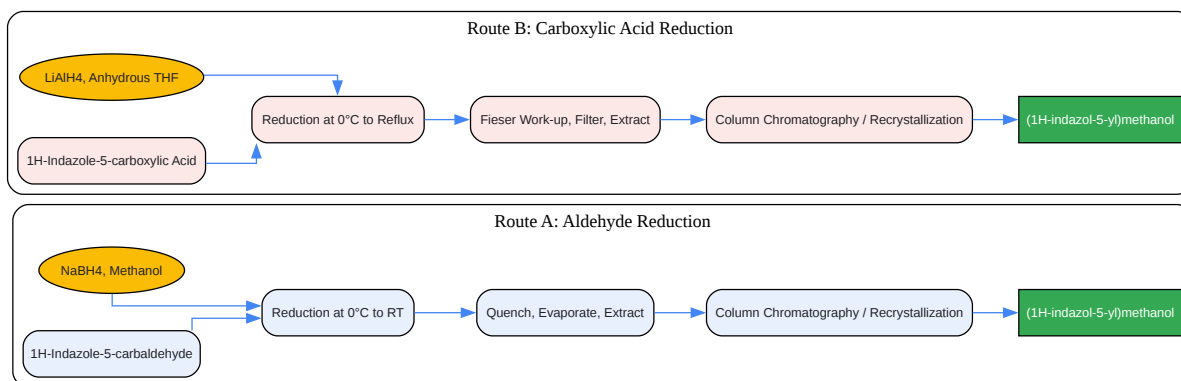 Route B: Carboxylic Acid Reduction
LiAlH4, Anhydrous THF
1H-Indazole-5-carboxylic Acid
Reduction at 0°C to Reflux
Fieser Work-up, Filter, Extract
Column Chromatography / Recrystallization
(1H-indazol-5-yl)methanol
Route A: Aldehyde Reduction
NaBH4, Methanol
1H-Indazole-5-carbaldehyde
Reduction at 0°C to RT
Quench, Evaporate, Extract
Column Chromatography / Recrystallization
(1H-indazol-5-yl)methanol